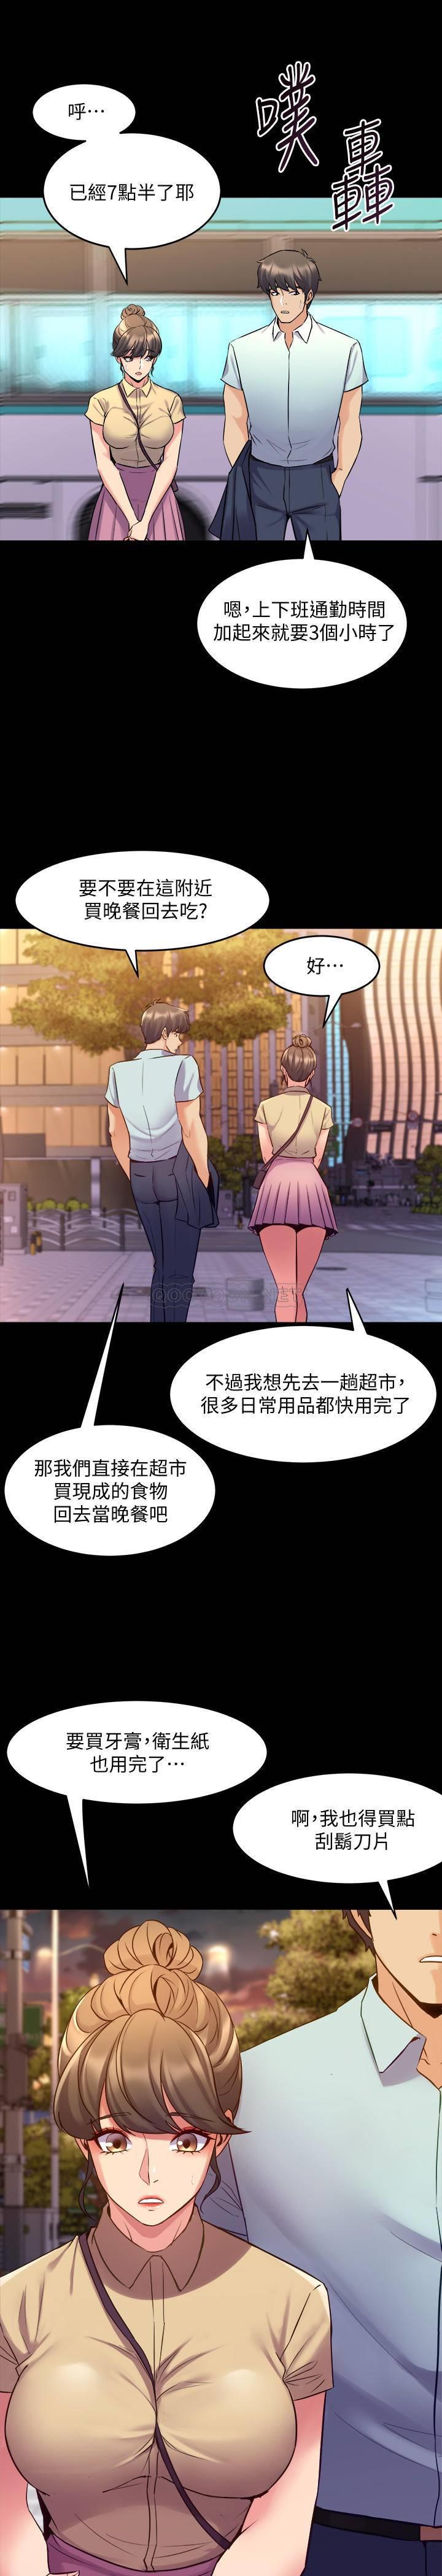 呼…
噗
轟轟
已經7點半了耶
嗯,上下班通勤時間
加起來就要3個小時了
要不要在這附近
買晚餐回去吃?
好…
不過我想先去一趟超市,
很多日常用品都快用完了
那我們直接在超市
買現成的食物
回去當晚餐吧
要買牙膏,衛生紙
也用完了…
啊,我也得買點
刮鬍刀片